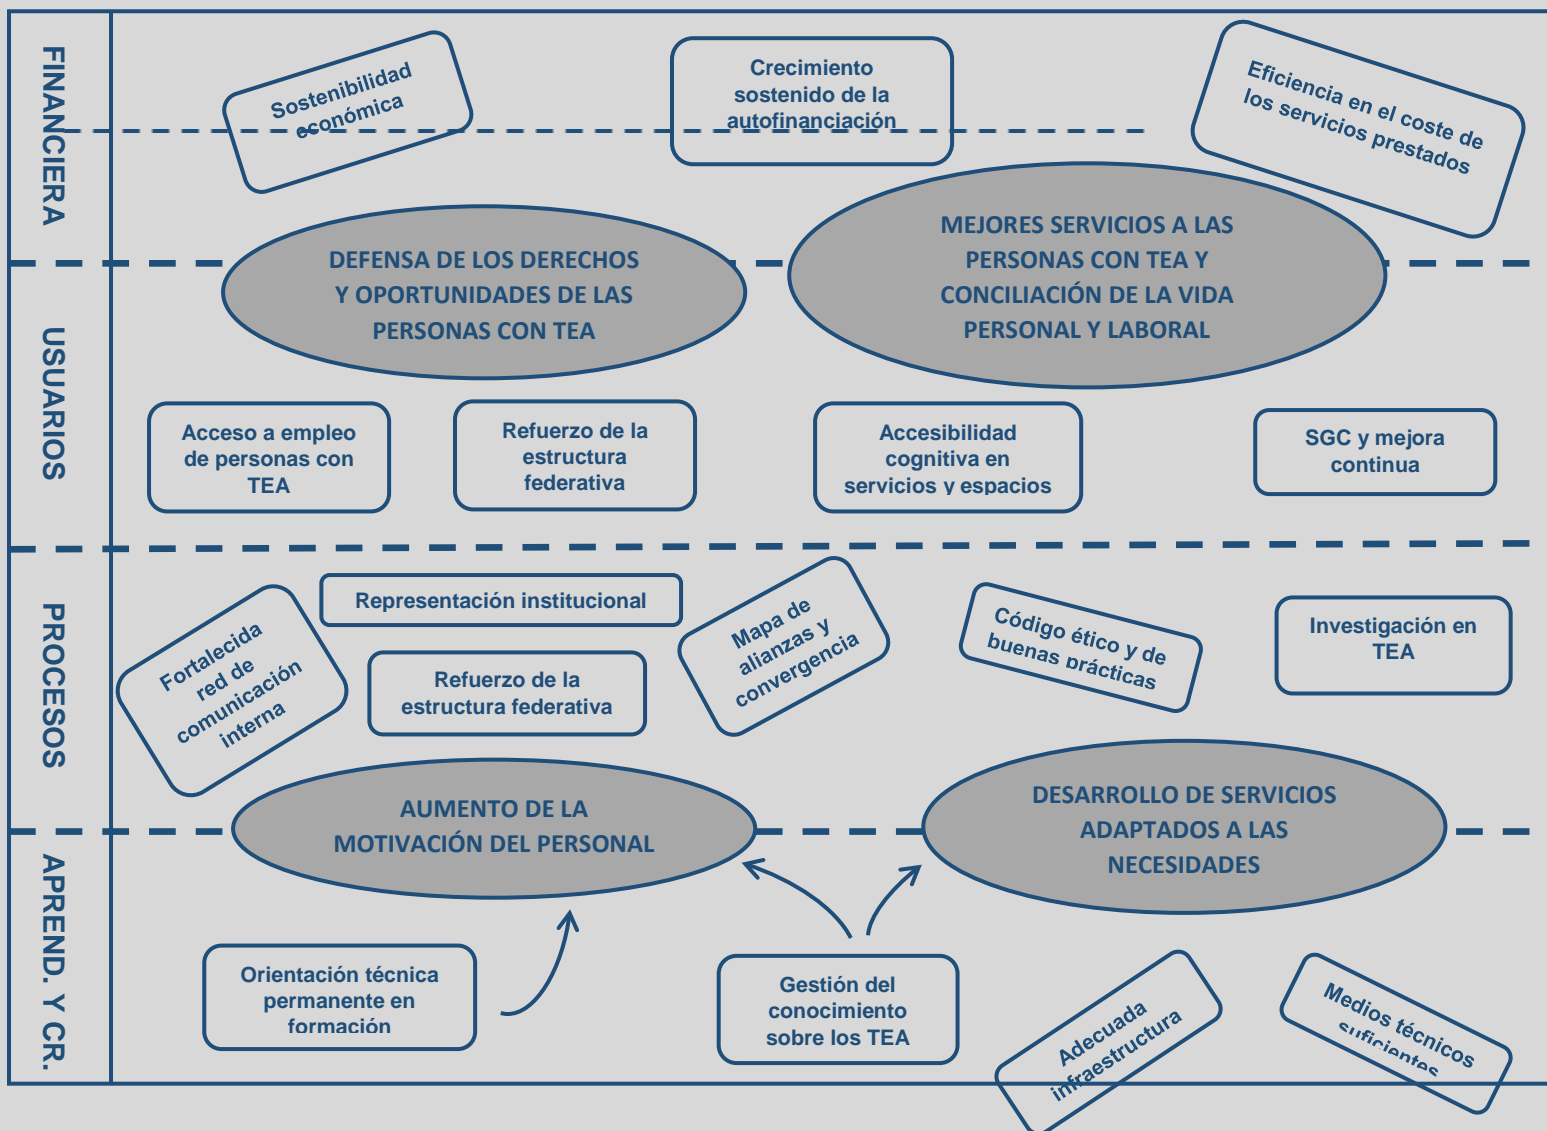 FINANCIERA
Sostenibilidad
económica
Crecimiento
sostenido de la
autofinanciación
Eficiencia en el coste de
los servicios prestados
DEFENSA DE LOS DERECHOS
Y OPORTUNIDADES DE LAS
PERSONAS CON TEA
MEJORES SERVICIOS A LAS
PERSONAS CON TEA Y
CONCILIACIÓN DE LA VIDA
PERSONAL Y LABORAL
USUARIOS
Acceso a empleo
de personas con
TEA
Refuerzo de la
estructura
federativa
Accesibilidad
cognitiva en
servicios y espacios
SGC y mejora
continua
PROCESOS
Fortalecida
red de
comunicación
interna
Representación institucional
Refuerzo de la
estructura federativa
Mapa de
alianzas y
convergencia
Código ético y de
buenas prácticas
Investigación en
TEA
AUMENTO DE LA
MOTIVACIÓN DEL PERSONAL
DESARROLLO DE SERVICIOS
ADAPTADOS A LAS
NECESIDADES
APREND. Y CR.
Orientación técnica
permanente en
formación
Gestión del
conocimiento
sobre los TEA
Adecuada
infraestructura
Medios técnicos
suficientes